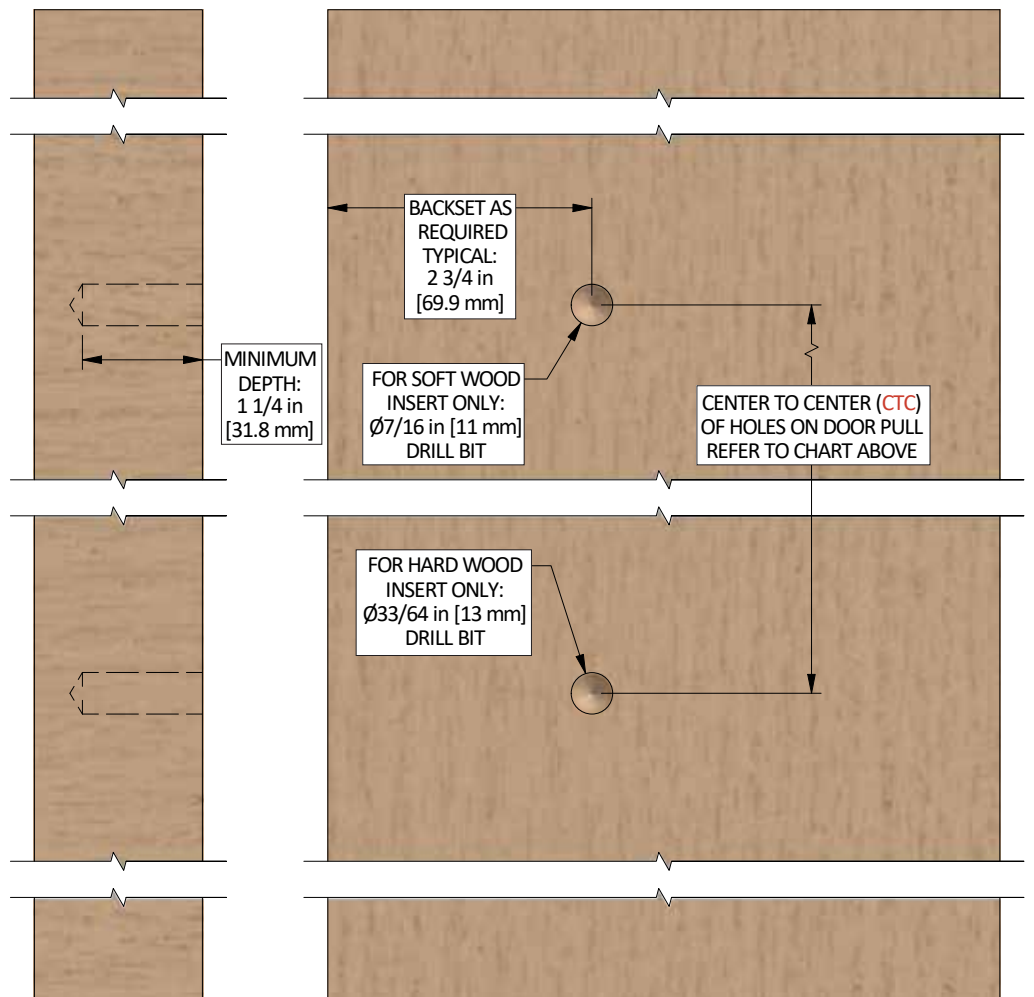 BACKSET AS
REQUIRED
TYPICAL:
2 3/4 in
[69.9 mm]
MINIMUM
DEPTH:
1 1/4 in
[31.8 mm]
FOR SOFT WOOD
INSERT ONLY:
Ø7/16 in [11 mm]
DRILL BIT
CENTER TO CENTER (CTC)
OF HOLES ON DOOR PULL
REFER TO CHART ABOVE
FOR HARD WOOD
INSERT ONLY:
Ø33/64 in [13 mm]
DRILL BIT